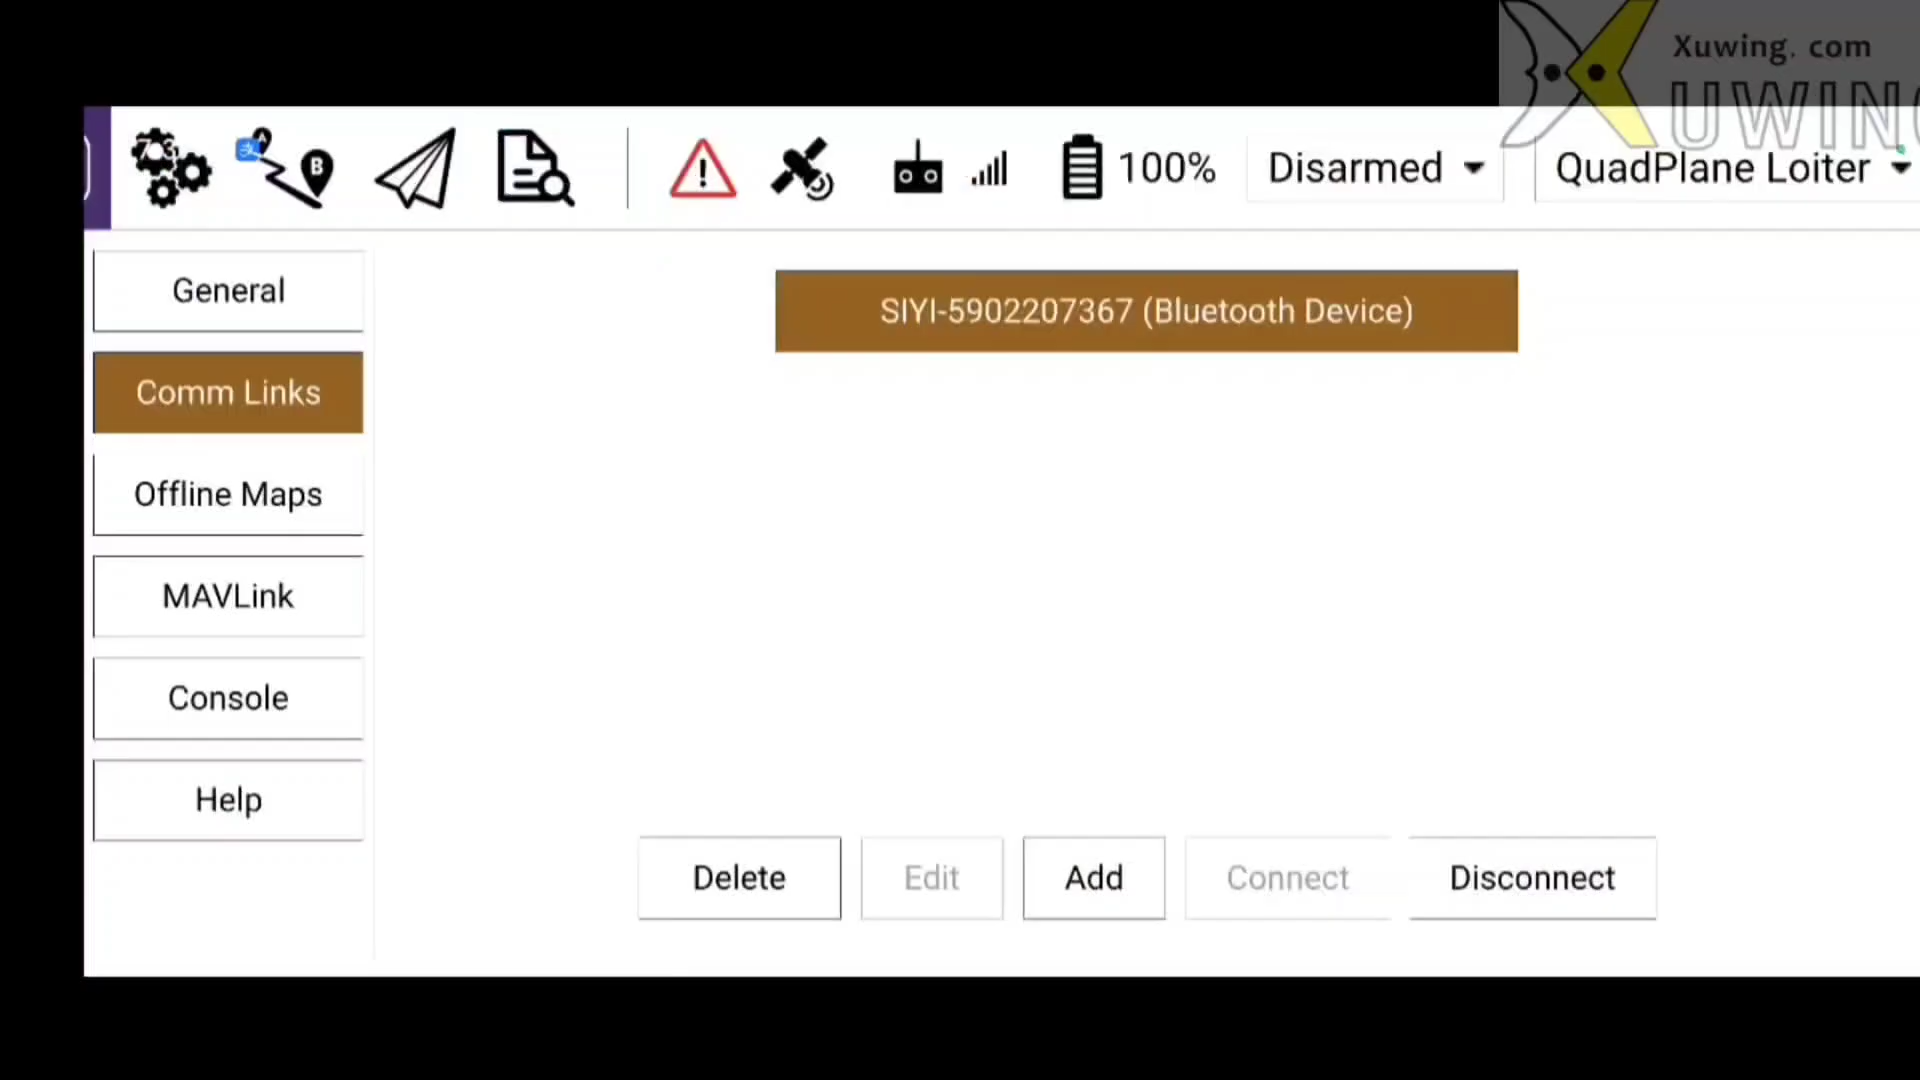 Xuwing. com
UWING
100%
Disarmed
QuadPlane Loiter
A
B
General
Comm Links
Offline Maps
MAVLink
Console
Help
SIYI-5902207367 (Bluetooth Device)
Delete
Edit
Add
Connect
Disconnect